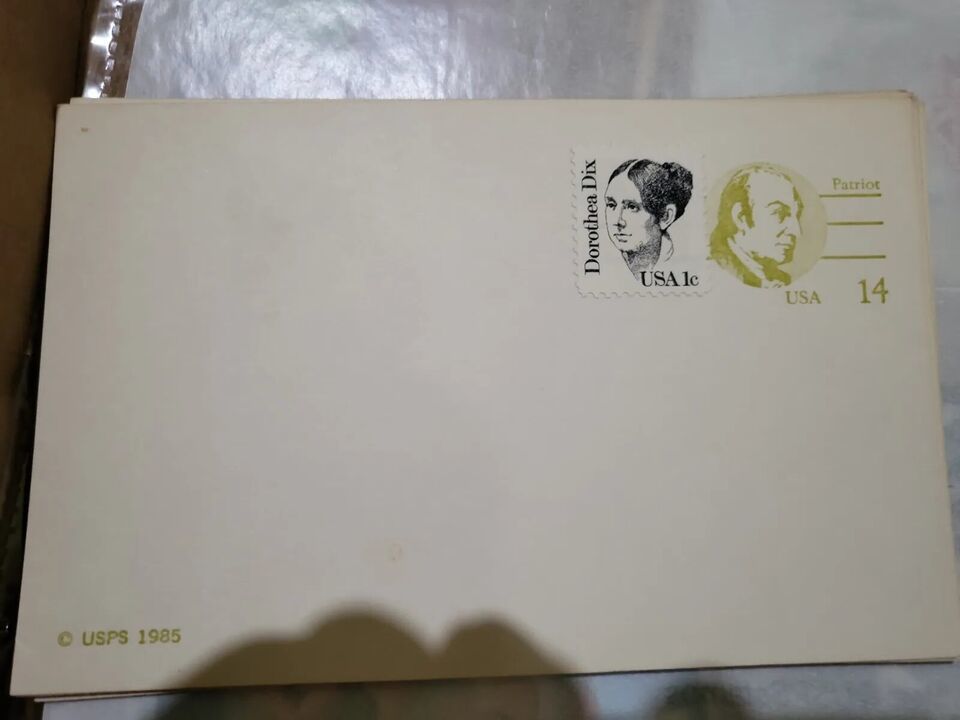 Dorothea Dix
USA 1c
Patriot
USA 14
© USPS 1985